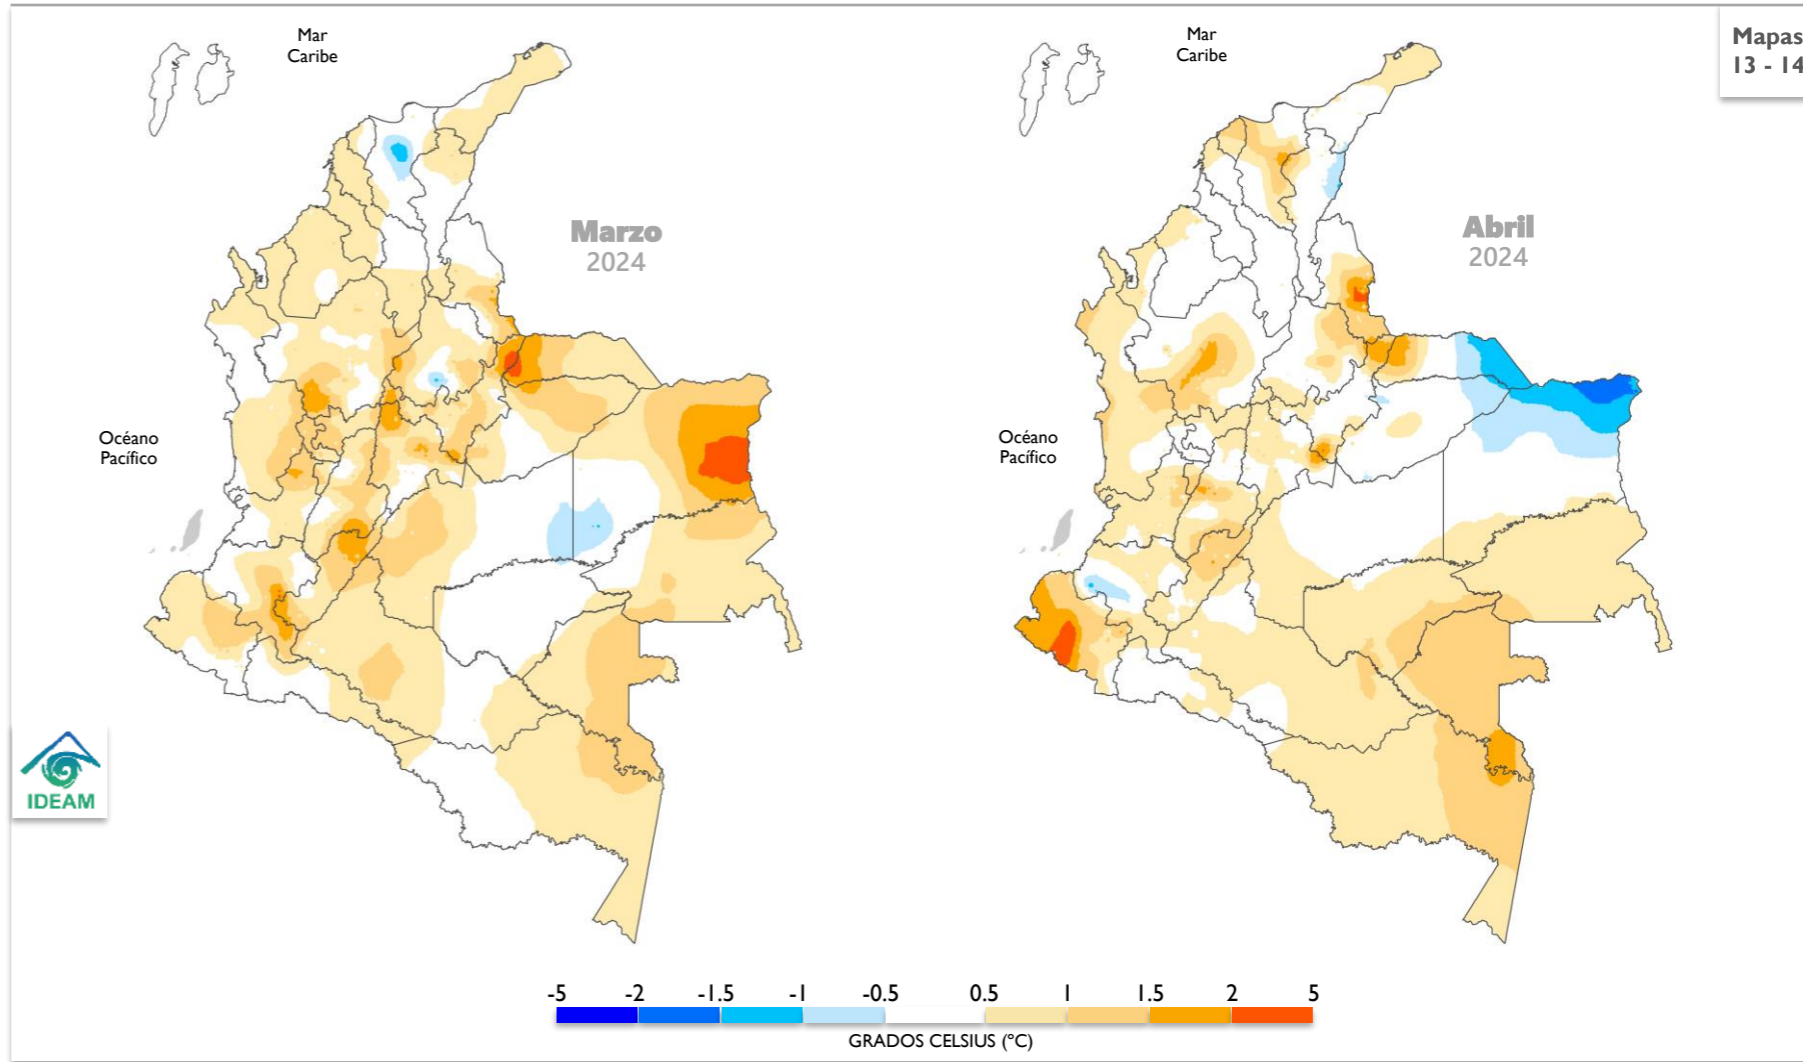 Mar
Caribe
Mar
Caribe
Mapas
13 - 14
Marzo
2024
Abril
2024
Océano
Pacífico
Océano
Pacífico
IDEAM
-5 -2 -1.5 -1 -0.5 0.5 1 1.5 2 5
GRADOS CELSIUS (°C)